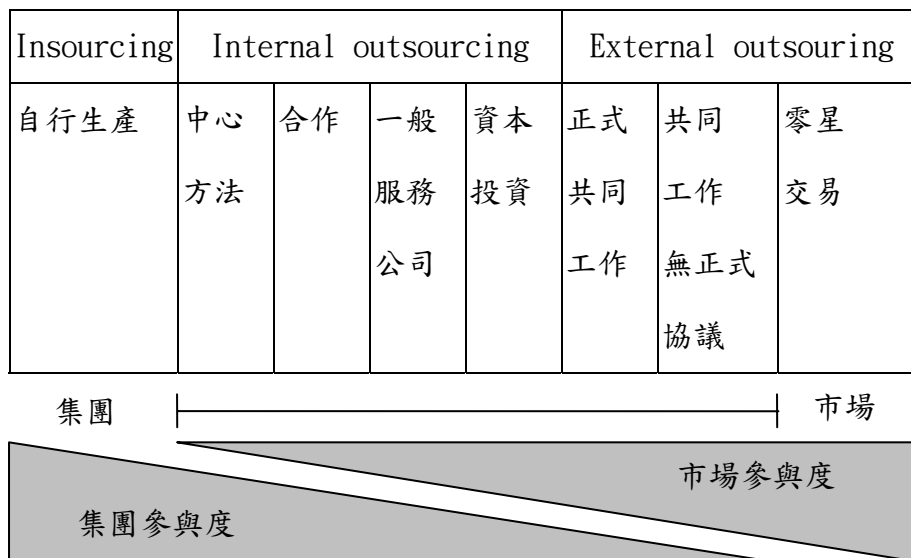 Insourcing Internal outsourcing External outsouring
自行生產 中心 合作 一般 資本 正式 共同 零星
方法 服務 投資 共同 工作 交易
公司 工作 無正式
協議
集團 市場
市場參與度
集團參與度